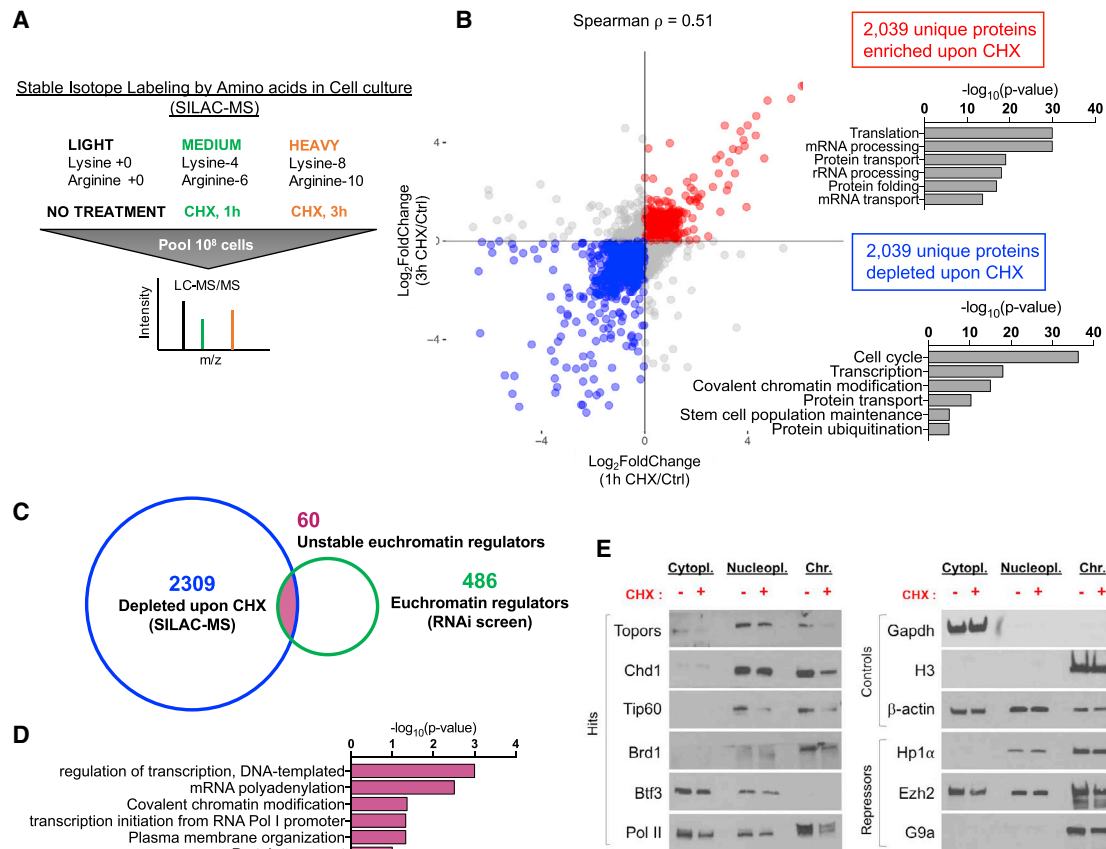 A
Stable Isotope Labeling by Amino acids in Cell culture
(SILAC-MS)
LIGHT
Lysine +0
Arginine +0
NO TREATMENT
MEDIUM
Lysine-4
Arginine-6
CHX, 1h
HEAVY
Lysine-8
Arginine-10
CHX, 3h
Pool 10⁸ cells
LC-MS/MS
Intensity
m/z
B
Spearman ρ = 0.51
Log₂FoldChange
(3h CHX/Ctrl)
4
0
−4
−4
0
4
Log₂FoldChange
(1h CHX/Ctrl)
2,039 unique proteins
enriched upon CHX
-log₁₀(p-value)
0 10 20 30 40
Translation
mRNA processing
Protein transport
rRNA processing
Protein folding
mRNA transport
2,039 unique proteins
depleted upon CHX
-log₁₀(p-value)
0 10 20 30 40
Cell cycle
Transcription
Covalent chromatin modification
Protein transport
Stem cell population maintenance
Protein ubiquitination
C
60
Unstable euchromatin regulators
2309
Depleted upon CHX
(SILAC-MS)
486
Euchromatin regulators
(RNAi screen)
D
-log₁₀(p-value)
0 1 2 3 4
regulation of transcription, DNA-templated
mRNA polyadenylation
Covalent chromatin modification
transcription initiation from RNA Pol I promoter
Plasma membrane organization
E
Cytopl. Nucleopl. Chr.
CHX : - + - + - +
Hits
Topors
Chd1
Tip60
Brd1
Btf3
Pol II
Cytopl. Nucleopl. Chr.
CHX : - + - + - +
Controls
Gapdh
H3
β-actin
Repressors
Hp1α
Ezh2
G9a